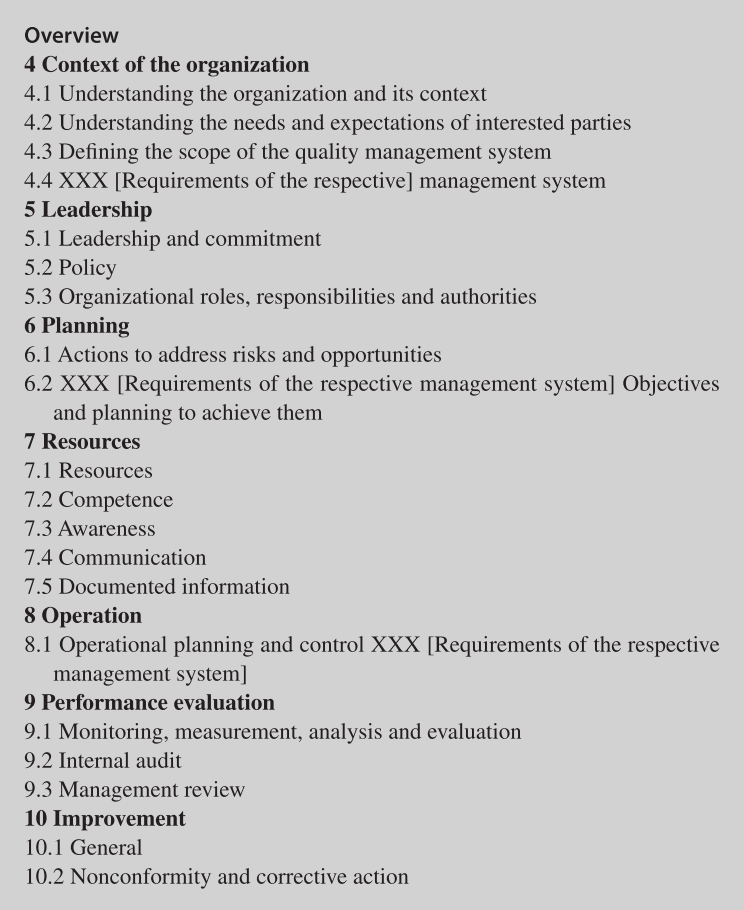 Overview
4 Context of the organization
4.1 Understanding the organization and its context
4.2 Understanding the needs and expectations of interested parties
4.3 Defining the scope of the quality management system
4.4 XXX [Requirements of the respective] management system
5 Leadership
5.1 Leadership and commitment
5.2 Policy
5.3 Organizational roles, responsibilities and authorities
6 Planning
6.1 Actions to address risks and opportunities
6.2 XXX [Requirements of the respective management system] Objectives
and planning to achieve them
7 Resources
7.1 Resources
7.2 Competence
7.3 Awareness
7.4 Communication
7.5 Documented information
8 Operation
8.1 Operational planning and control XXX [Requirements of the respective
management system]
9 Performance evaluation
9.1 Monitoring, measurement, analysis and evaluation
9.2 Internal audit
9.3 Management review
10 Improvement
10.1 General
10.2 Nonconformity and corrective action